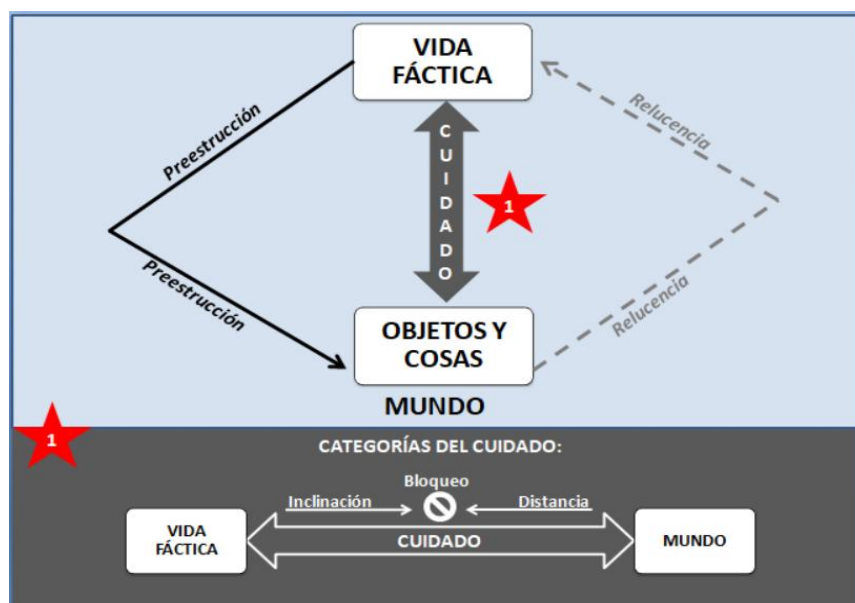 VIDA
FÁCTICA
Preestrucción
Relucencia
CUIDADO
1
Preestrucción
Relucencia
OBJETOS Y
COSAS
MUNDO
1
CATEGORÍAS DEL CUIDADO:
Bloqueo
Inclinación
Distancia
VIDA
FÁCTICA
CUIDADO
MUNDO